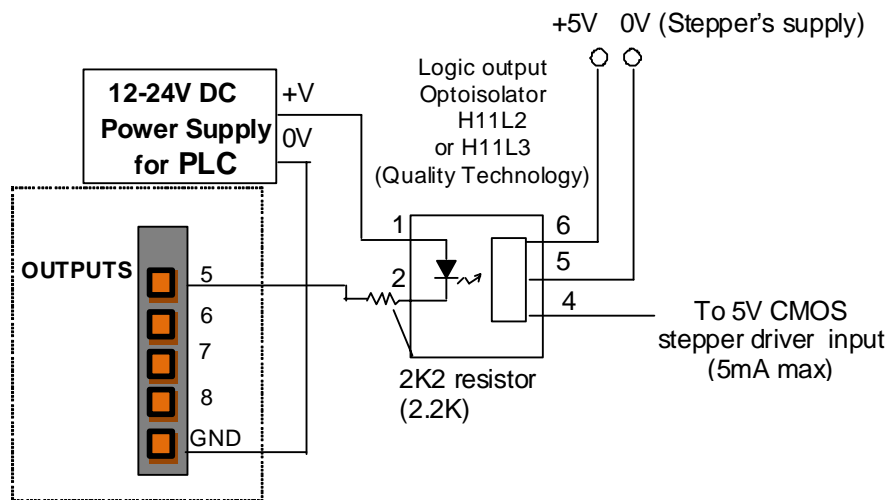 +5V 0V (Stepper's supply)
Logic output
Optoisolator
H11L2
or H11L3
(Quality Technology)
12-24V DC
Power Supply
for PLC
+V
0V
OUTPUTS
5
6
7
8
GND
1
2
6
5
4
2K2 resistor
(2.2K)
To 5V CMOS
stepper driver input
(5mA max)